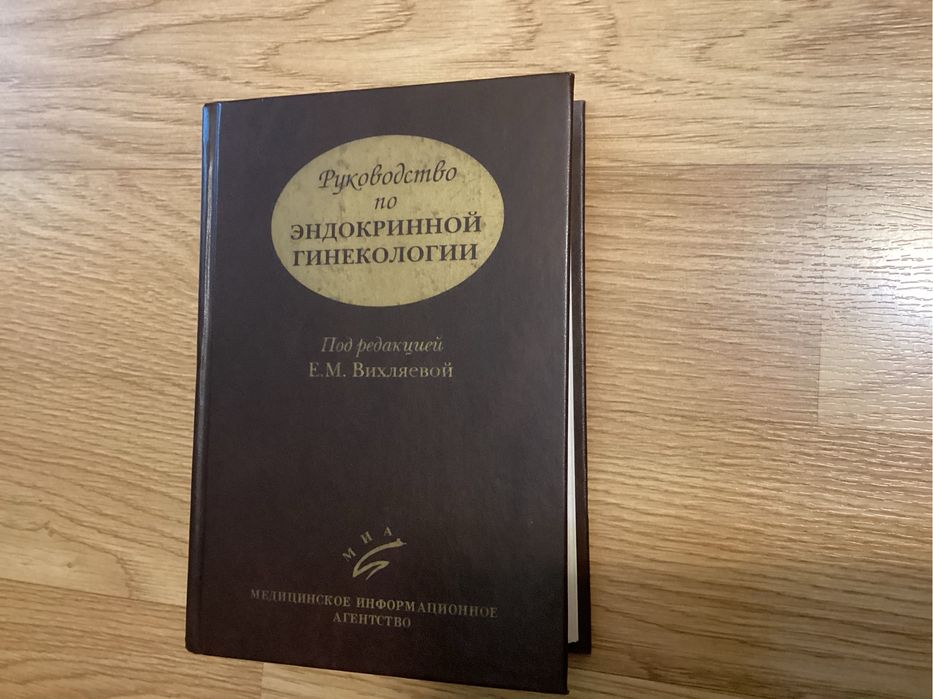 Руководство
по
ЭНДОКРИННОЙ
ГИНЕКОЛОГИИ
Под редакцией
Е.М. Вихляевой
МИА
МЕДИЦИНСКОЕ ИНФОРМАЦИОННОЕ
АГЕНТСТВО